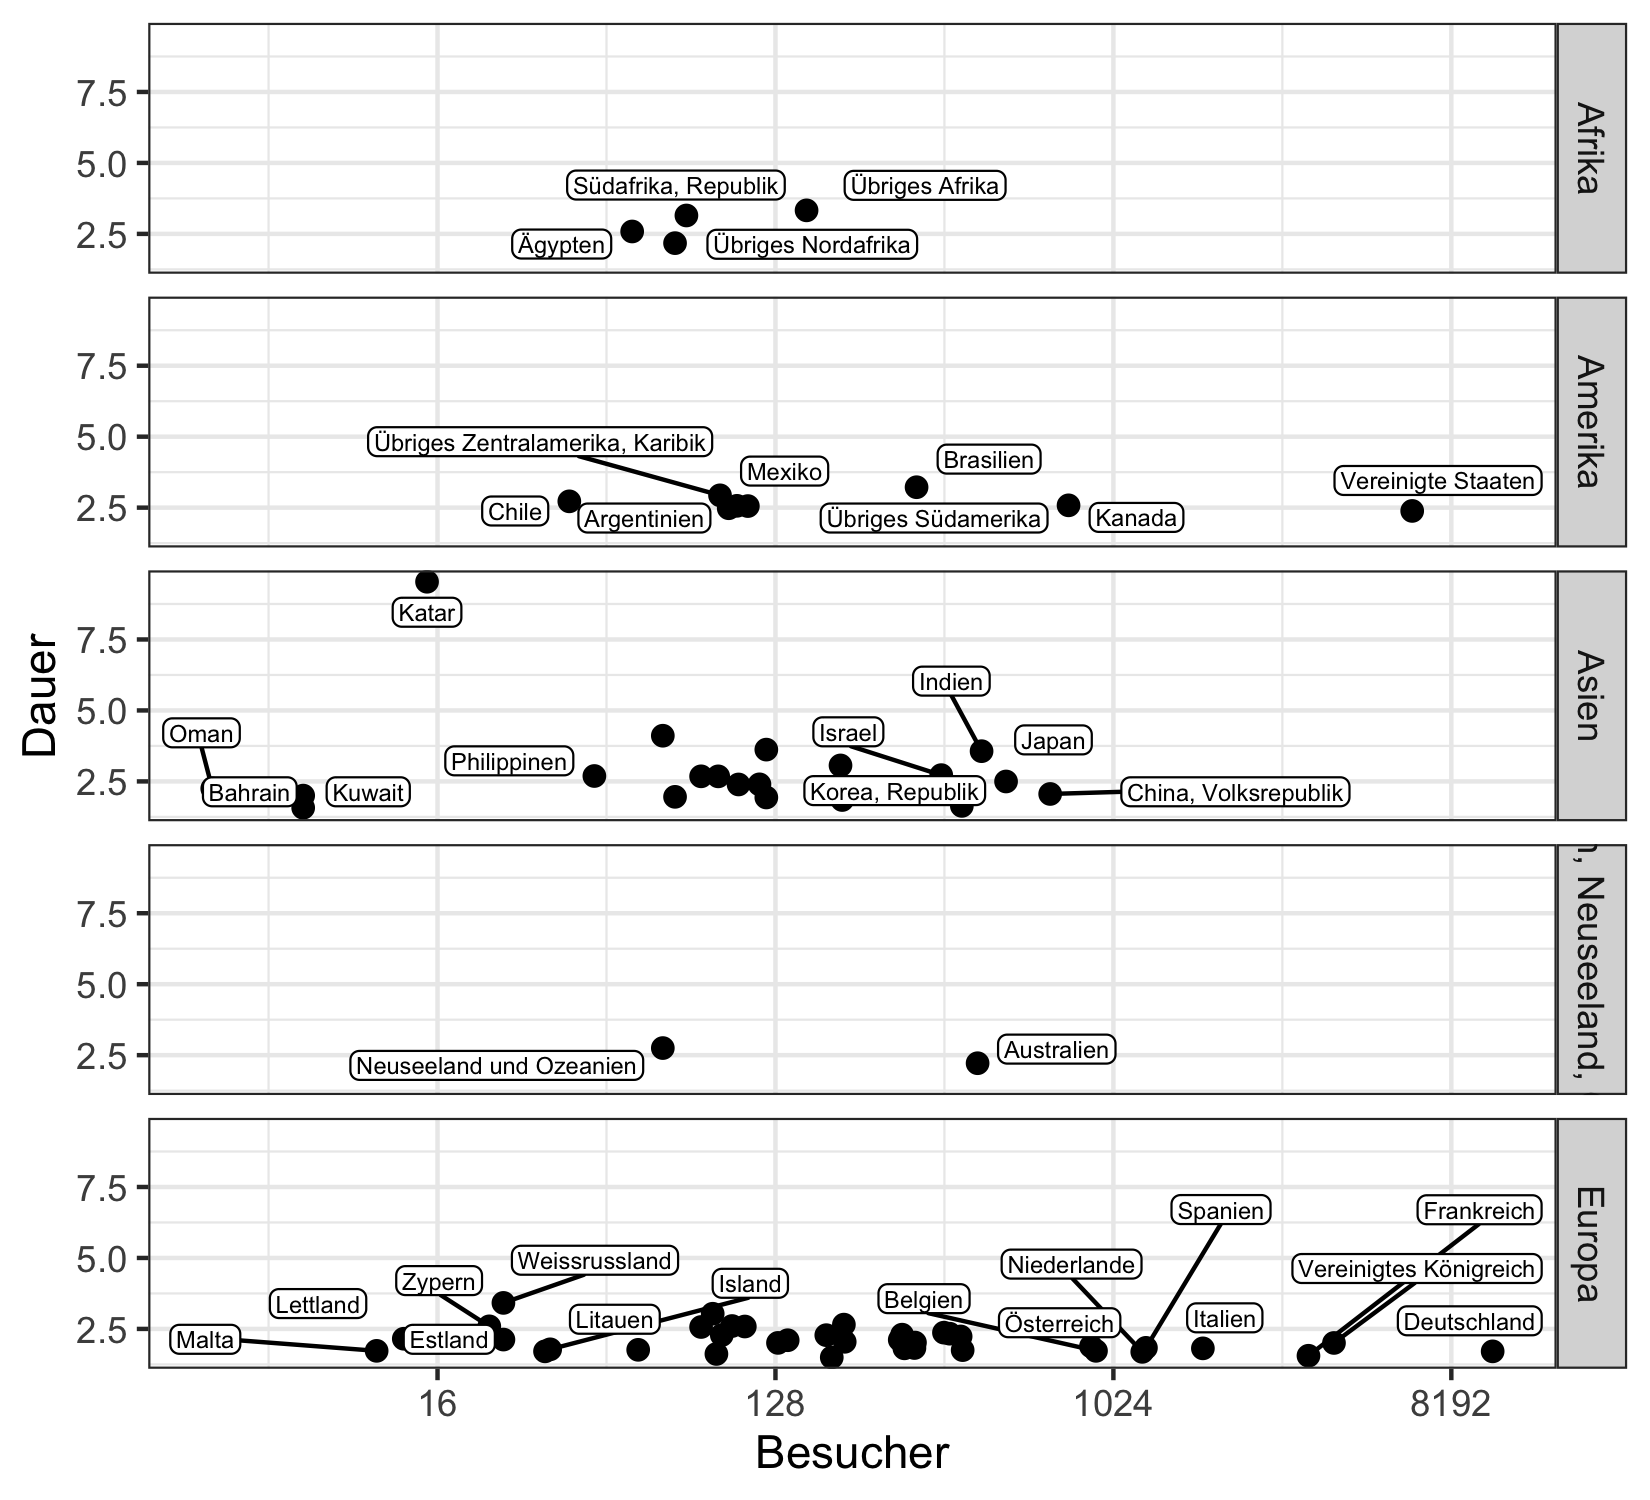 7.5
5.0
2.5
Südafrika, Republik
Übriges Afrika
Ägypten
Übriges Nordafrika
Afrika
7.5
5.0
2.5
Übriges Zentralamerika, Karibik
Mexiko
Brasilien
Vereinigte Staaten
Chile
Argentinien
Übriges Südamerika
Kanada
Amerika
Dauer
7.5
5.0
2.5
Katar
Indien
Oman
Israel
Japan
Philippinen
Bahrain
Kuwait
Korea, Republik
China, Volksrepublik
Asien
7.5
5.0
2.5
Neuseeland und Ozeanien
Australien
n, Neuseeland,
7.5
5.0
2.5
Spanien
Frankreich
Weissrussland
Niederlande
Vereinigtes Königreich
Zypern
Island
Lettland
Belgien
Litauen
Österreich
Italien
Deutschland
Malta
Estland
Europa
16
128
1024
8192
Besucher